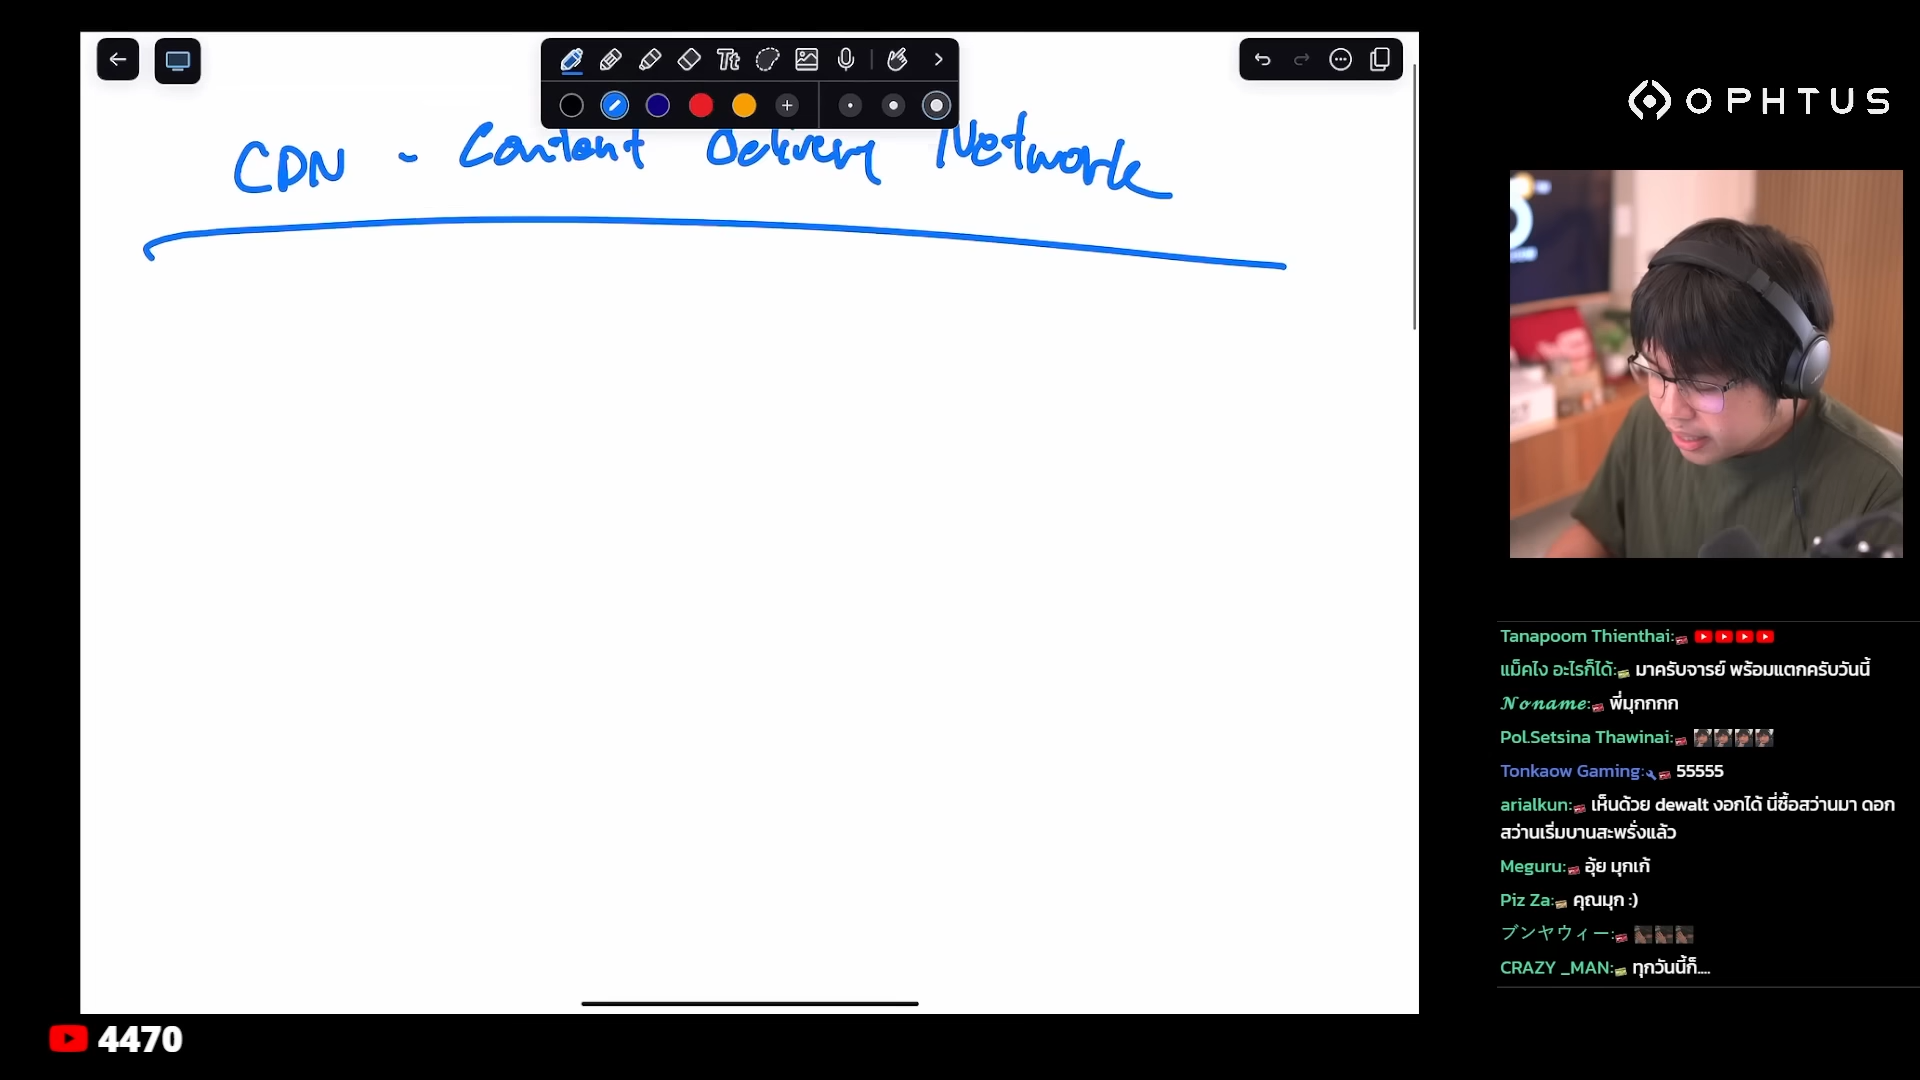 CDN - Content Delivery Network
Tt
OPHTUS
Tanapoom Thienthai:
แม็คไง อะไรก็ได้: มาครับจารย์ พร้อมแตกครับวันนี้
Noname: พี่มุกกกก
Pol.Setsina Thawinai:
Tonkaow Gaming: 55555
arialkun: เห็นด้วย dewalt งอกได้ นี่ซื้อสว่านมา ดอก
สว่านเริ่มบานสะพรั่งแล้ว
Meguru: อุ้ย มุกเก้
Piz Za: คุณมุก :)
ブンヤウィー:
CRAZY _MAN: ทุกวันนี้ก็....
4470